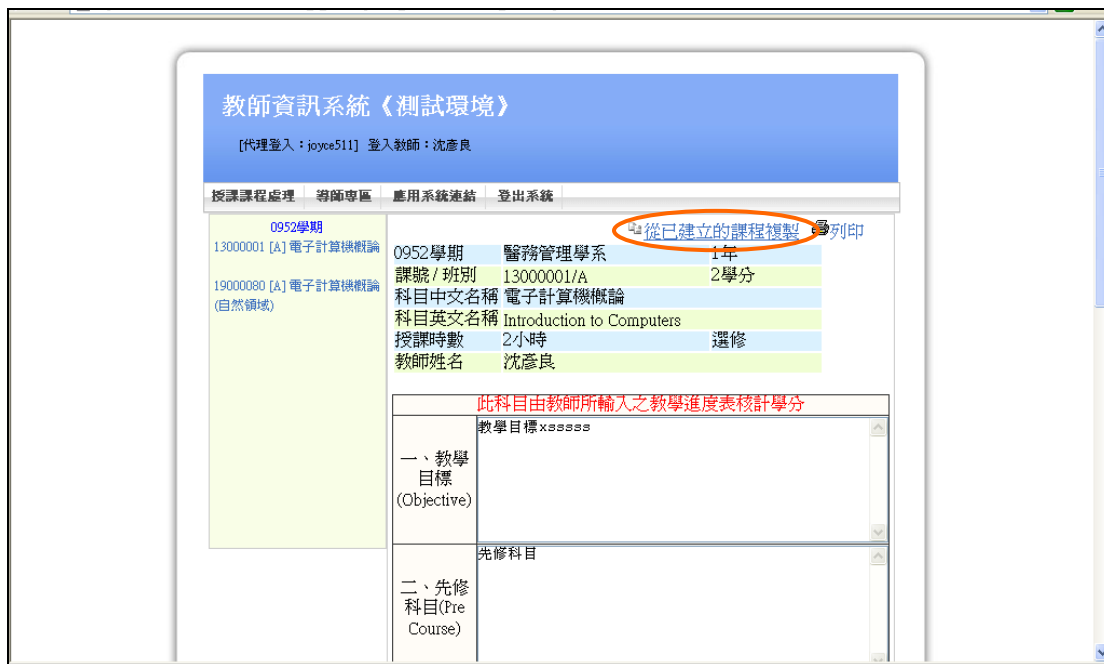 教師資訊系統《測試環境》
[代理登入：joyce511] 登入教師：沈彥良
授課課程處理 導師專區 應用系統連結 登出系統
0952學期
13000001 [A] 電子計算機概論
19000080 [A] 電子計算機概論
(自然領域)
從已建立的課程複製 列印
0952學期 醫務管理學系 1年
課號 / 班別 13000001/A 2學分
科目中文名稱 電子計算機概論
科目英文名稱 Introduction to Computers
授課時數 2小時 選修
教師姓名 沈彥良
此科目由教師所輸入之教學進度表核計學分
一、教學
目標
(Objective)
教學目標xssssss
二、先修
科目(Pre
Course)
先修科目